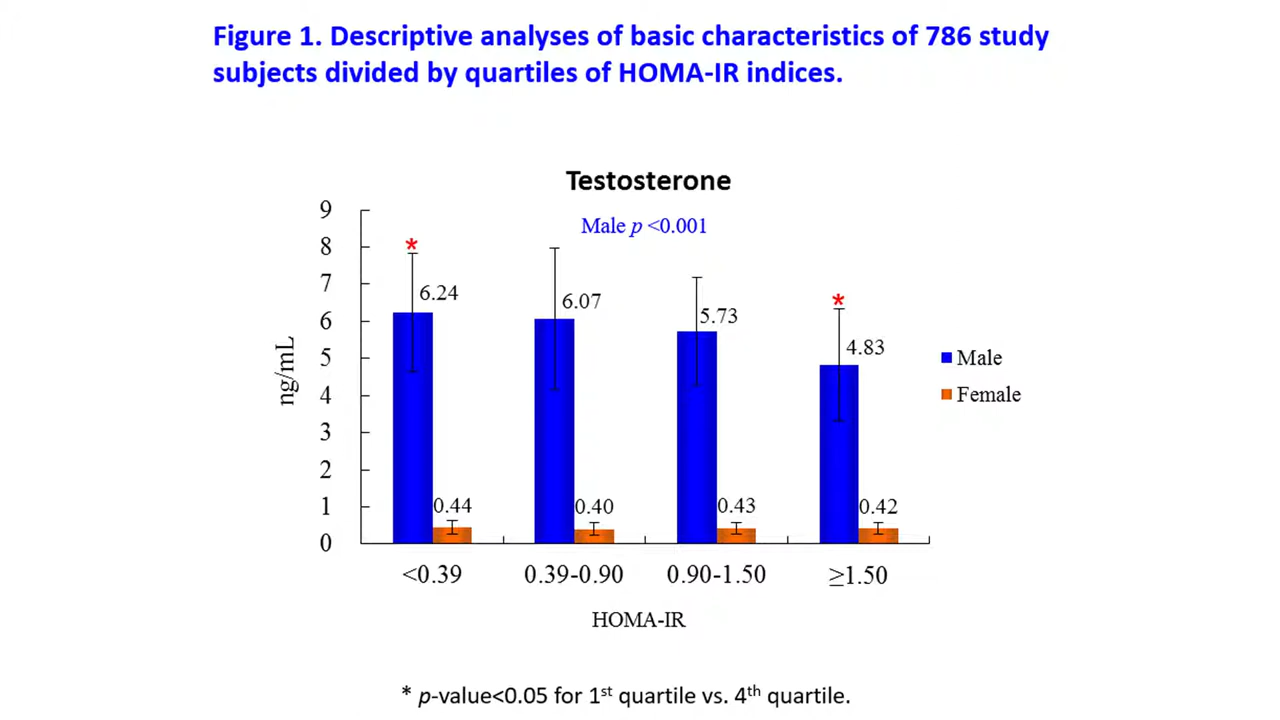 Figure 1. Descriptive analyses of basic characteristics of 786 study
subjects divided by quartiles of HOMA-IR indices.
Testosterone
Male p <0.001
9
8
7
6
5
4
3
2
1
0
ng/mL
*
6.24
6.07
5.73
*
4.83
0.44
0.40
0.43
0.42
Male
Female
<0.39
0.39-0.90
0.90-1.50
≥1.50
HOMA-IR
* p-value<0.05 for 1st quartile vs. 4th quartile.